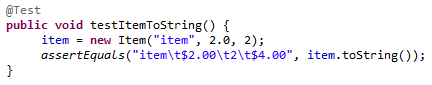 @Test
public void testItemToString() {
    item = new Item("item", 2.0, 2);
    assertEquals("item\t$2.00\t2\t$4.00", item.toString());
}